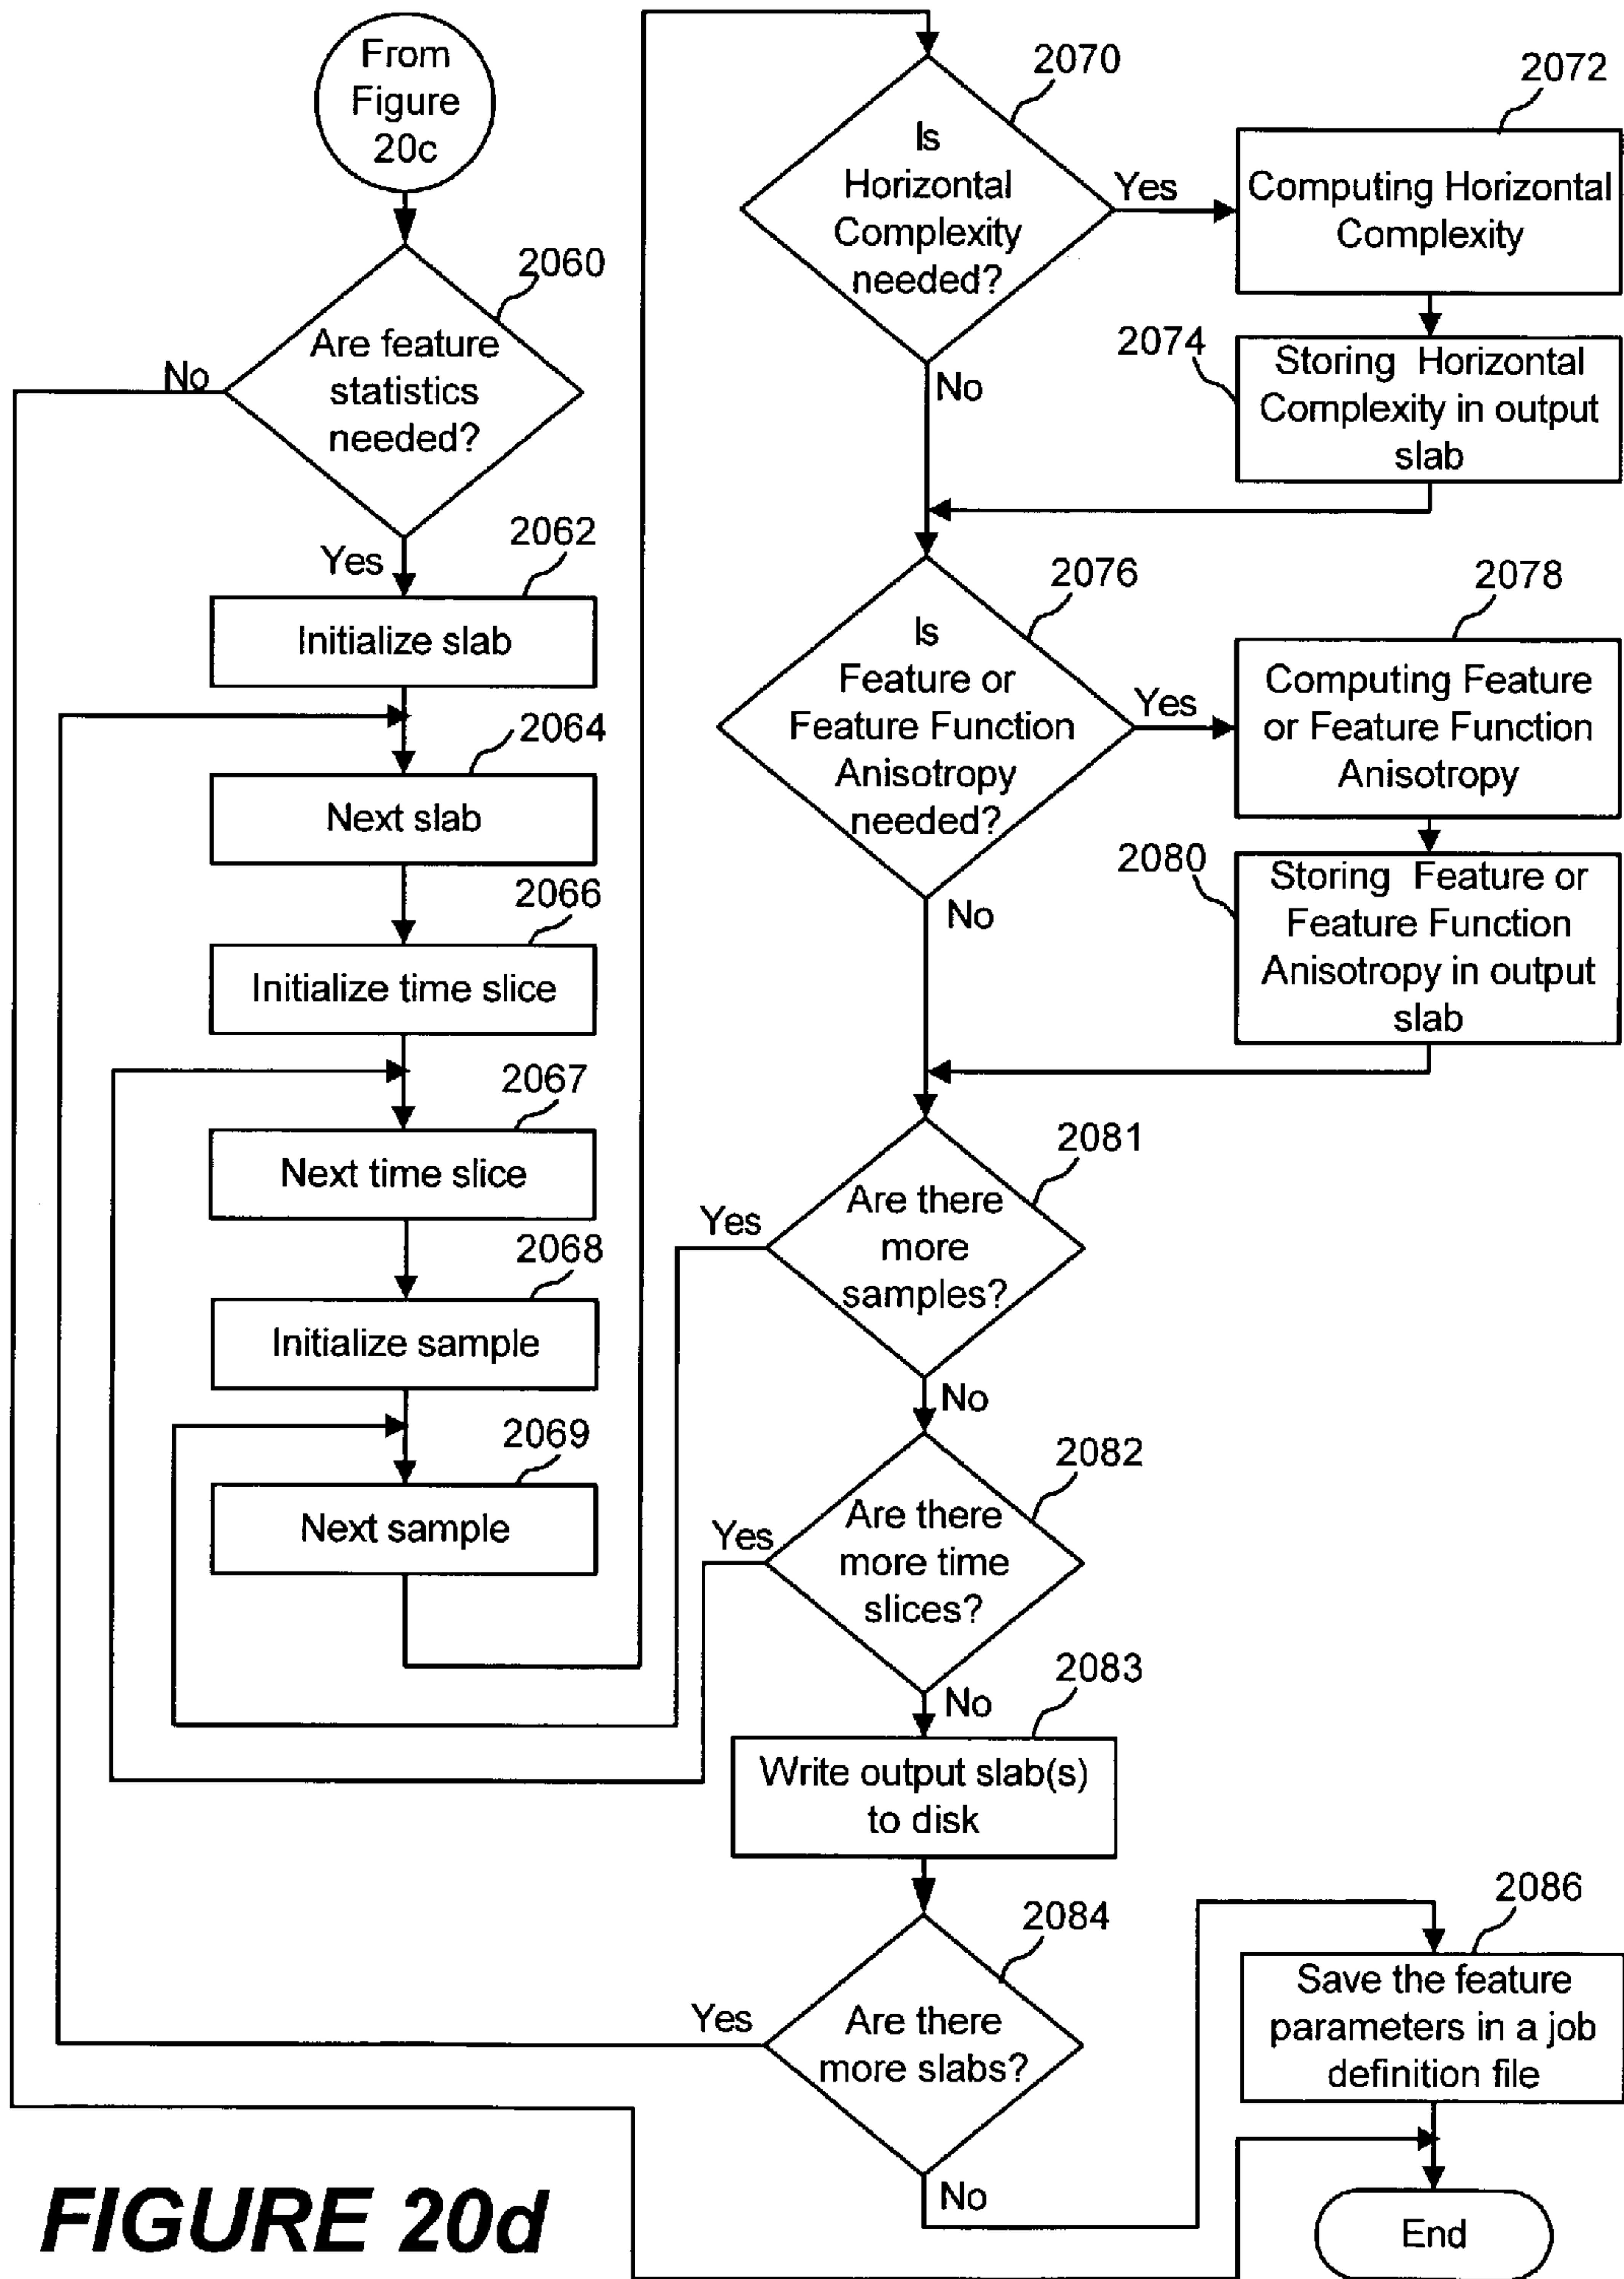 From
Figure
20c
2060
Are feature
statistics
needed?
No
Yes
2062
Initialize slab
2064
Next slab
2066
Initialize time slice
2067
Next time slice
2068
Initialize sample
2069
Next sample
2070
Is
Horizontal
Complexity
needed?
Yes
No
2072
Computing Horizontal
Complexity
2074
Storing Horizontal
Complexity in output
slab
2076
Is
Feature or
Feature Function
Anisotropy
needed?
Yes
No
2078
Computing Feature
or Feature Function
Anisotropy
2080
Storing Feature or
Feature Function
Anisotropy in output
slab
2081
Are there
more
samples?
Yes
No
2082
Are there
more time
slices?
Yes
No
2083
Write output slab(s)
to disk
2084
Are there
more slabs?
Yes
No
2086
Save the feature
parameters in a job
definition file
End
FIGURE 20d